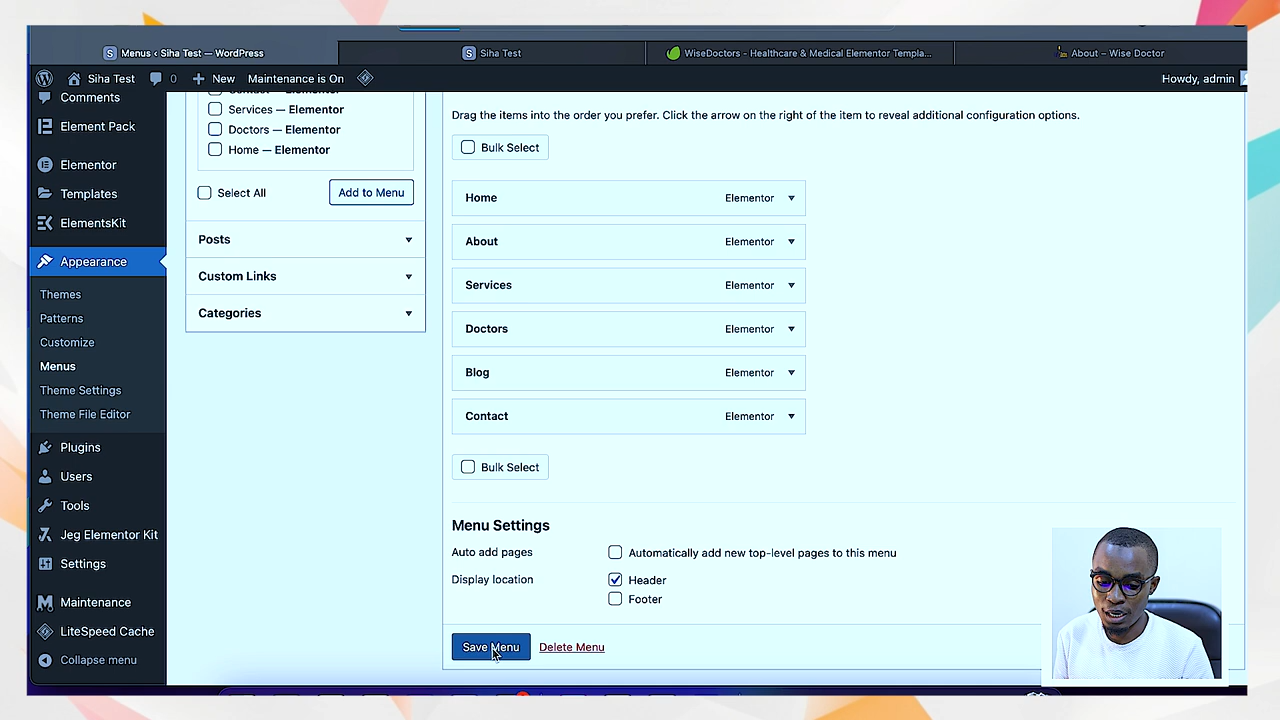 Menus ‹ Siha Test — WordPress
Siha Test
WiseDoctors - Healthcare & Medical Elementor Templa...
About – Wise Doctor
Siha Test
0
New
Maintenance is On
Howdy, admin
Comments
Element Pack
Elementor
Templates
ElementsKit
Appearance
Themes
Patterns
Customize
Menus
Theme Settings
Theme File Editor
Plugins
Users
Tools
Jeg Elementor Kit
Settings
Maintenance
LiteSpeed Cache
Collapse menu
Services — Elementor
Doctors — Elementor
Home — Elementor
Select All
Add to Menu
Posts
Custom Links
Categories
Drag the items into the order you prefer. Click the arrow on the right of the item to reveal additional configuration options.
Bulk Select
Home Elementor
About Elementor
Services Elementor
Doctors Elementor
Blog Elementor
Contact Elementor
Bulk Select
Menu Settings
Auto add pages
Automatically add new top-level pages to this menu
Display location
Header
Footer
Save Menu
Delete Menu